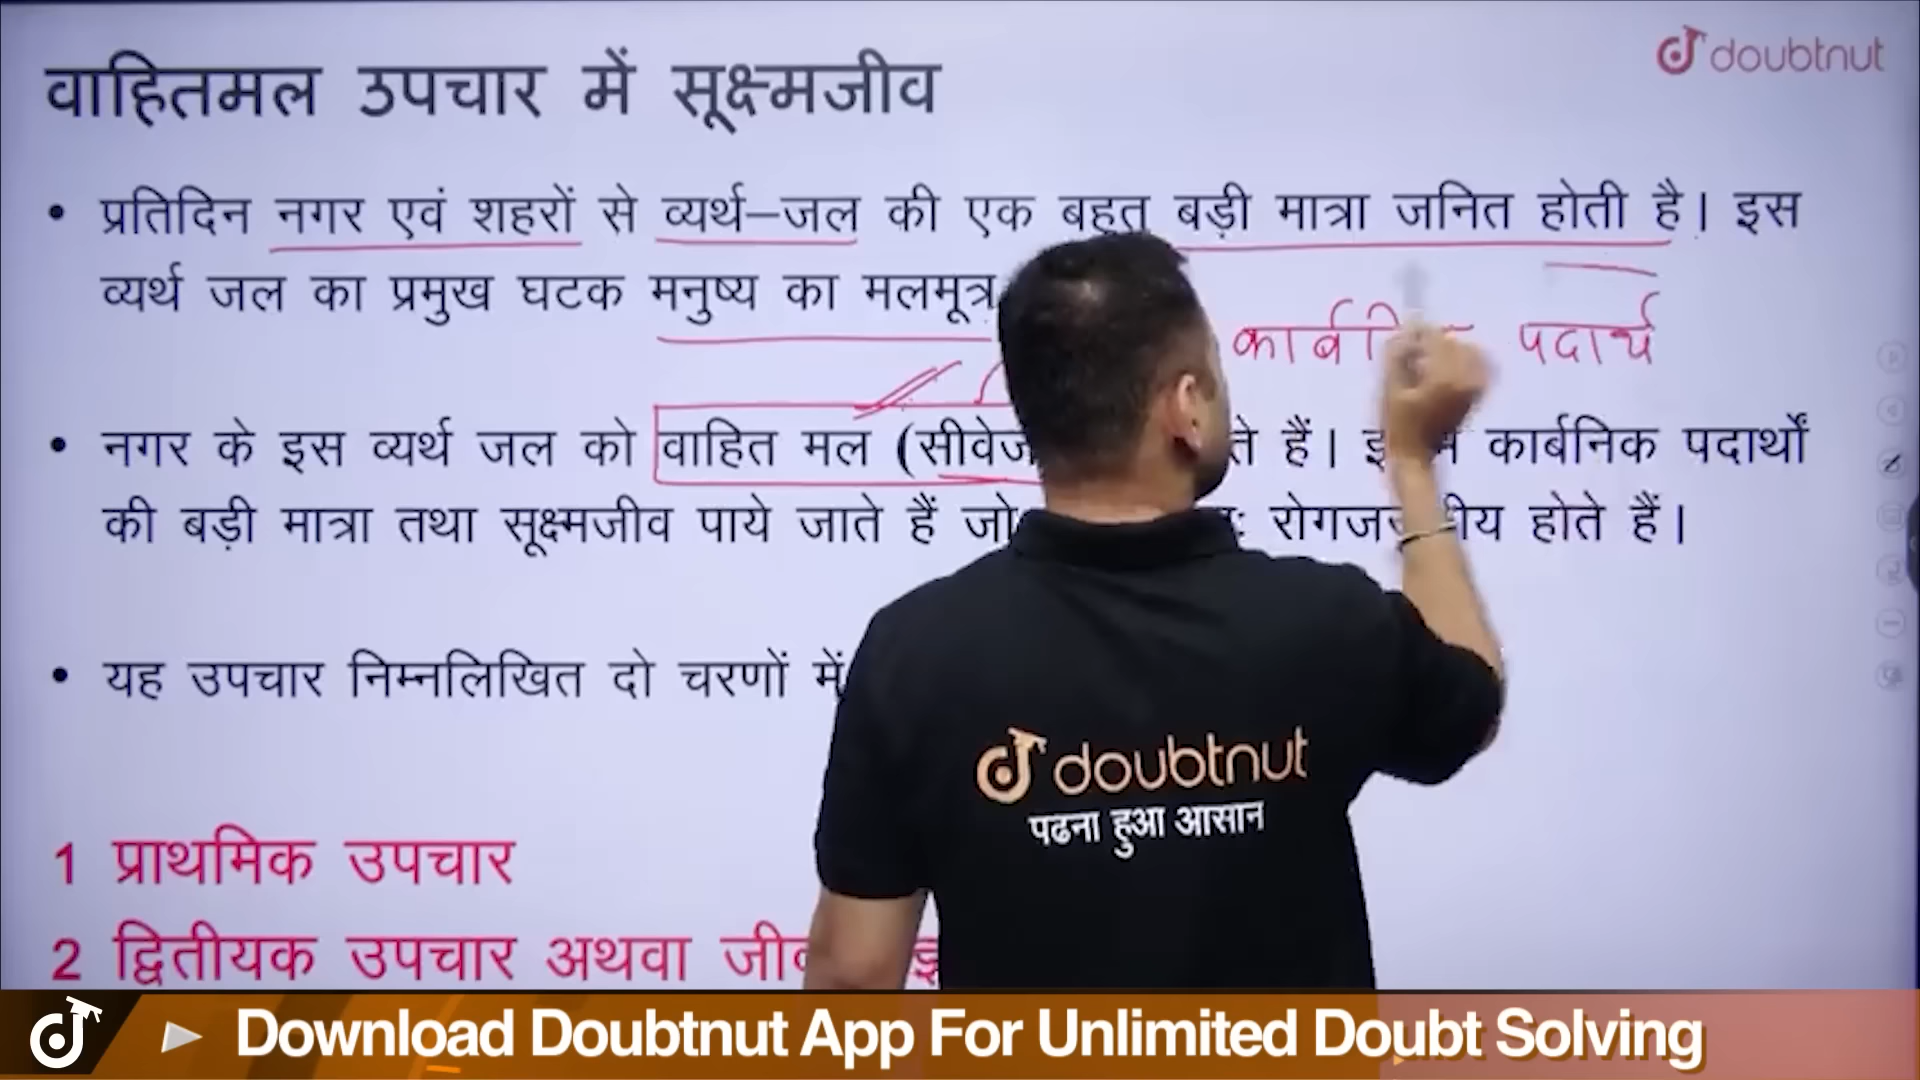 वाहितमल उपचार में सूक्ष्मजीव
doubtnut
• प्रतिदिन नगर एवं शहरों से व्यर्थ–जल की एक बहुत बड़ी मात्रा जनित होती है। इस
व्यर्थ जल का प्रमुख घटक मनुष्य का मलमूत्र
पदार्थ
• नगर के इस व्यर्थ जल को वाहित मल (सीवेज हैं। कार्बनिक पदार्थों
की बड़ी मात्रा तथा सूक्ष्मजीव पाये जाते हैं जो होते हैं।
• यह उपचार निम्नलिखित दो चरणों में
doubtnut
पढना हुआ आसान
1 प्राथमिक उपचार
2 द्वितीयक उपचार अथवा
Download Doubtnut App For Unlimited Doubt Solving